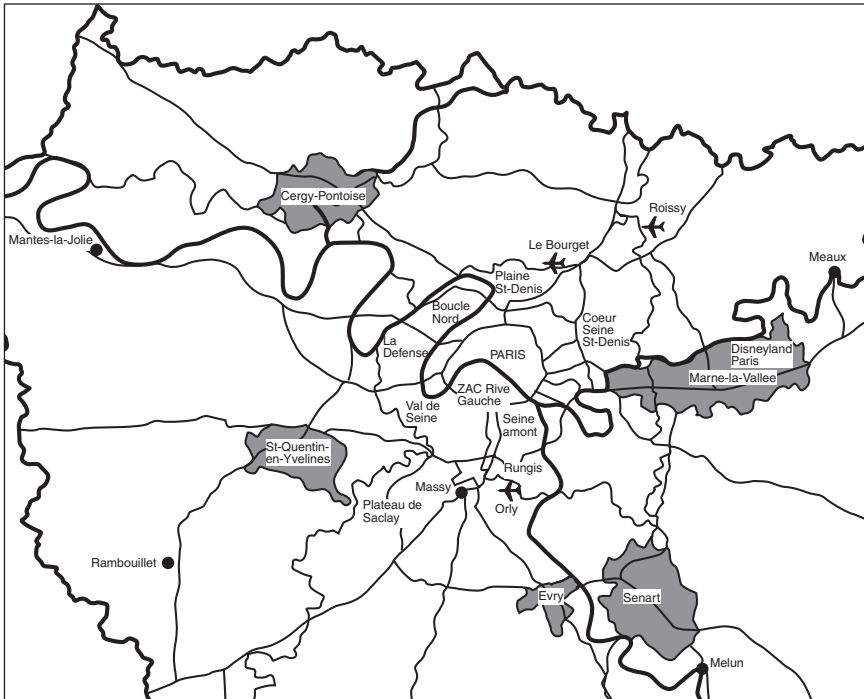 Cergy-Pontoise
Roissy
Mantes-la-Jolie
Le Bourget
Meaux
Plaine
St-Denis
Boucle
Nord
Coeur
Seine
St-Denis
La
Defense
PARIS
Disneyland
Paris
Marne-la-Vallee
ZAC Rive
Gauche
Val de
Seine
Seine
amont
St-Quentin-
en-Yvelines
Rungis
Massy
Plateau de
Saclay
Orly
Rambouillet
Evry
Senart
Melun